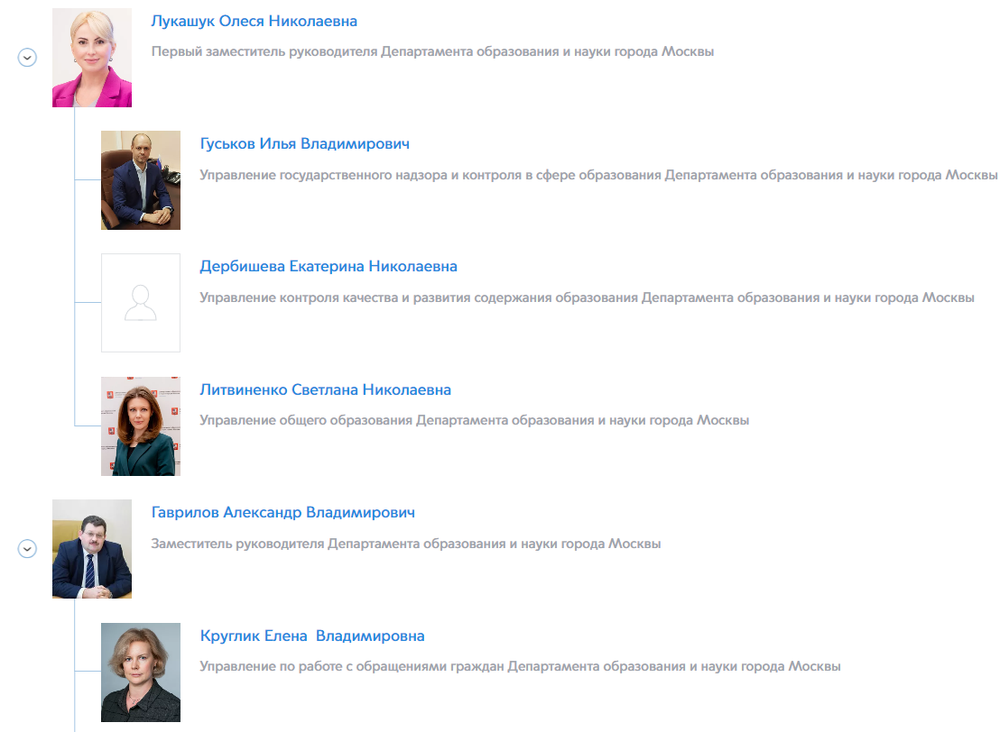 Лукашук Олеся Николаевна
Первый заместитель руководителя Департамента образования и науки города Москвы
Гуськов Илья Владимирович
Управление государственного надзора и контроля в сфере образования Департамента образования и науки города Москвы
Дербишева Екатерина Николаевна
Управление контроля качества и развития содержания образования Департамента образования и науки города Москвы
Литвиненко Светлана Николаевна
Управление общего образования Департамента образования и науки города Москвы
Гаврилов Александр Владимирович
Заместитель руководителя Департамента образования и науки города Москвы
Круглик Елена  Владимировна
Управление по работе с обращениями граждан Департамента образования и науки города Москвы